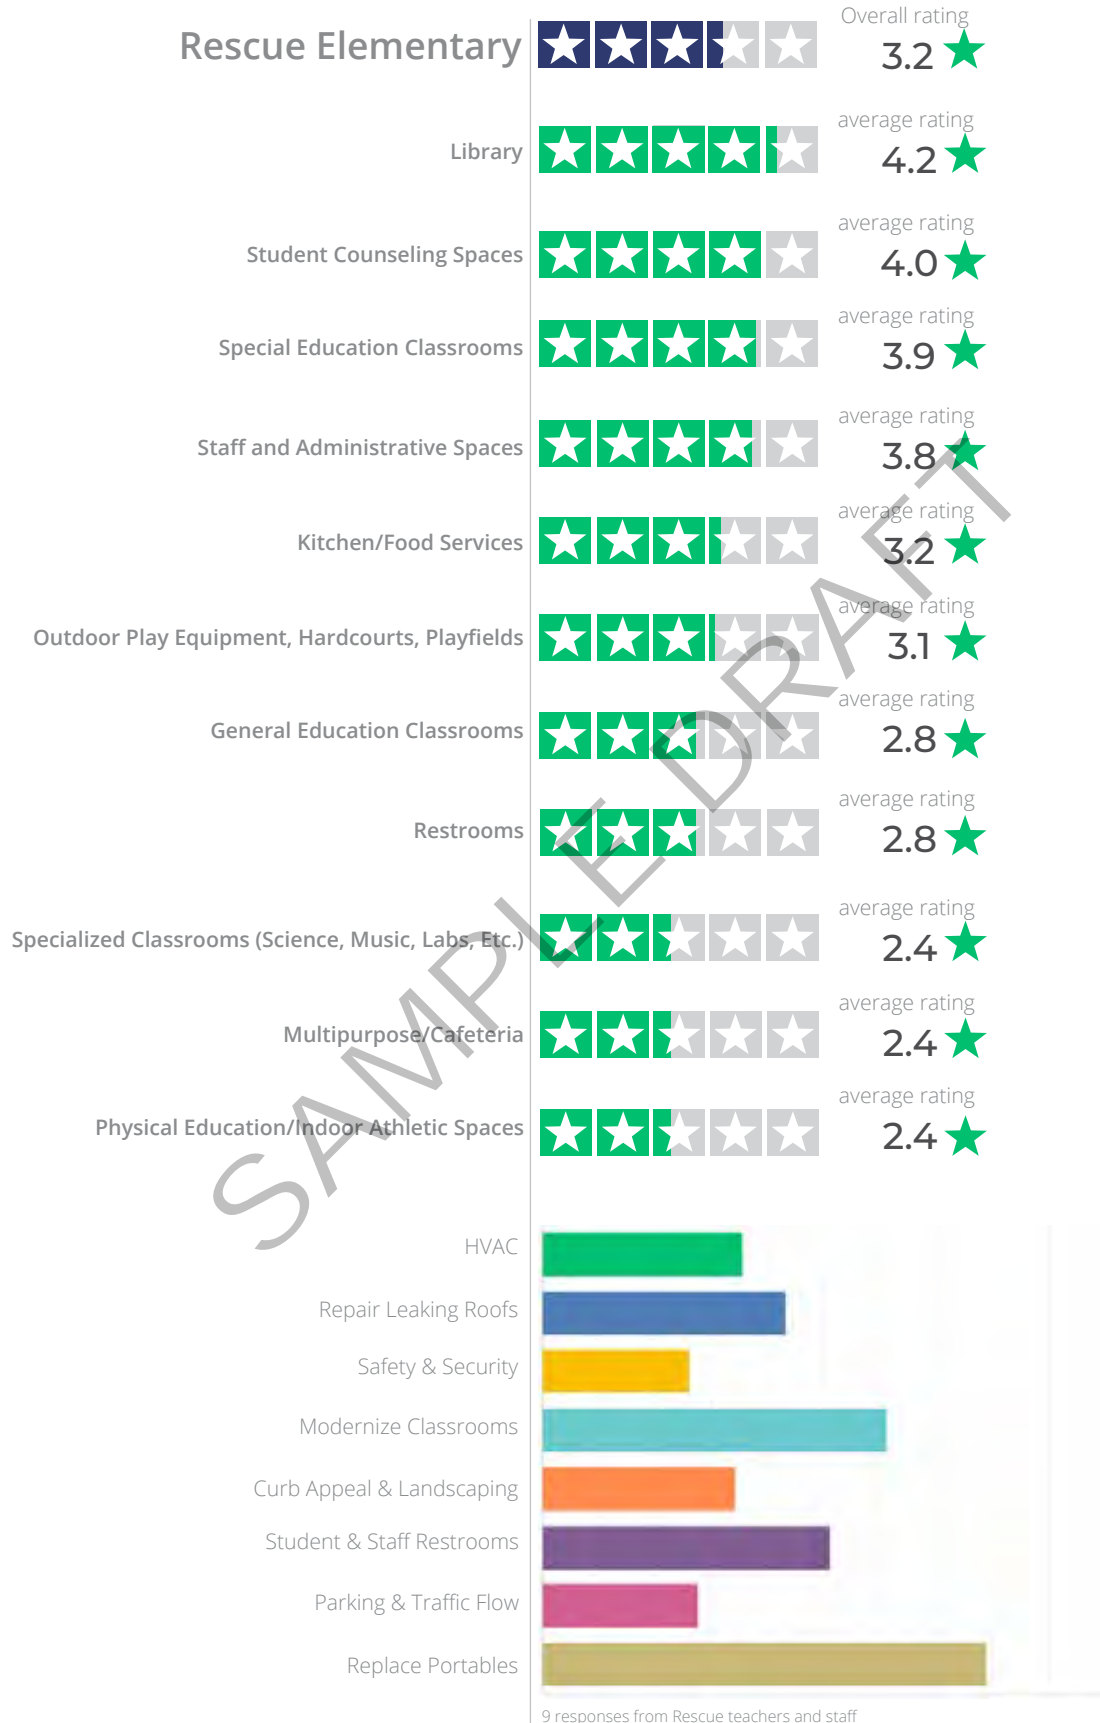 Rescue Elementary
Overall rating
3.2
Library
average rating
4.2
Student Counseling Spaces
average rating
4.0
Special Education Classrooms
average rating
3.9
Staff and Administrative Spaces
average rating
3.8
Kitchen/Food Services
average rating
3.2
Outdoor Play Equipment, Hardcourts, Playfields
average rating
3.1
General Education Classrooms
average rating
2.8
Restrooms
average rating
2.8
Specialized Classrooms (Science, Music, Labs, Etc.)
average rating
2.4
Multipurpose/Cafeteria
average rating
2.4
Physical Education/Indoor Athletic Spaces
average rating
2.4
SAMPLE DRAFT
HVAC
Repair Leaking Roofs
Safety & Security
Modernize Classrooms
Curb Appeal & Landscaping
Student & Staff Restrooms
Parking & Traffic Flow
Replace Portables
9 responses from Rescue teachers and staff